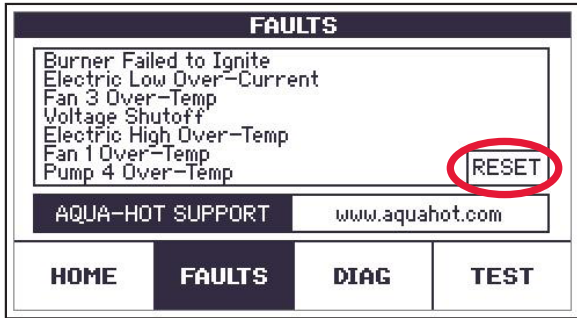 FAULTS
Burner Failed to Ignite
Electric Low Over-Current
Fan 3 Over-Temp
Voltage Shutoff
Electric High Over-Temp
Fan 1 Over-Temp
Pump 4 Over-Temp
RESET
AQUA-HOT SUPPORT www.aquahot.com
HOME FAULTS DIAG TEST